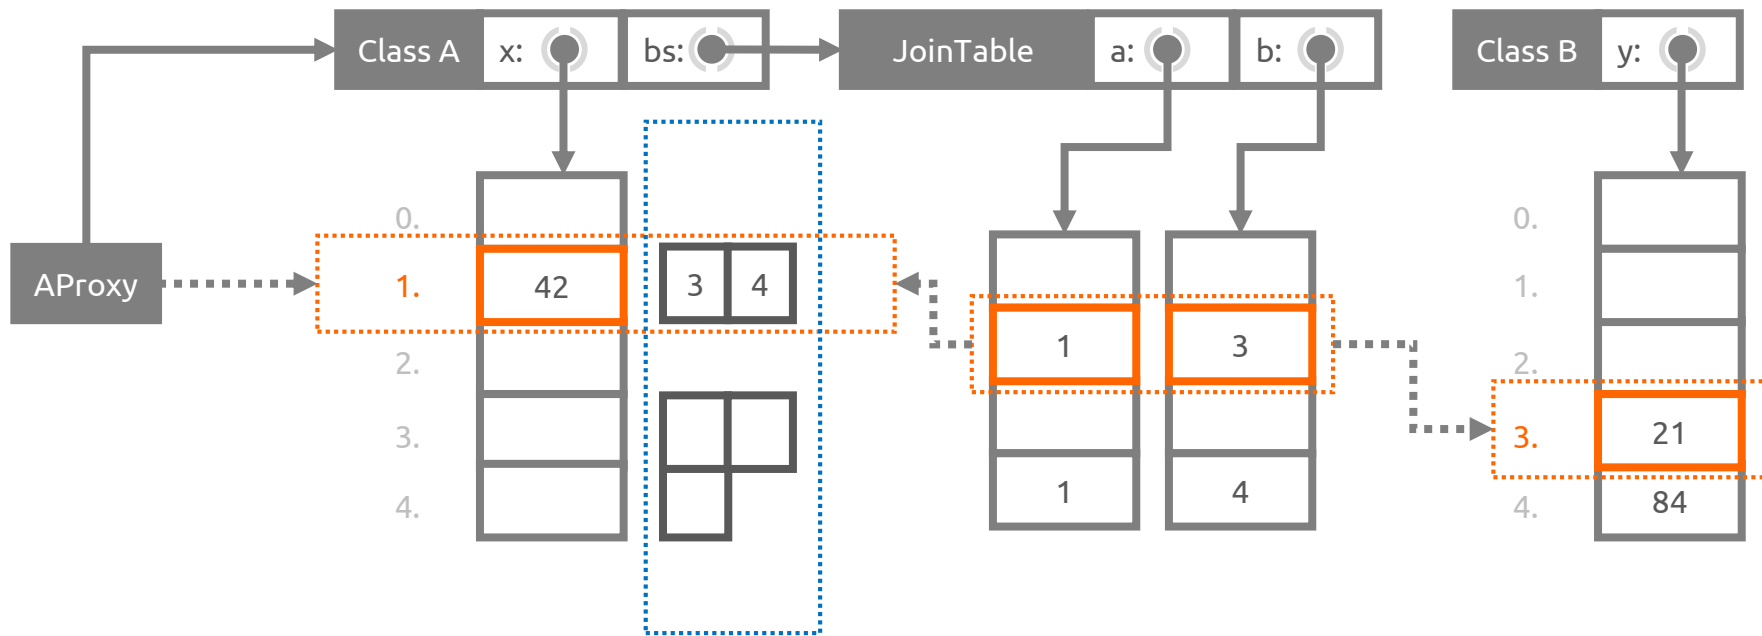 Class A x: bs: JoinTable a: b: Class B y:
0. 0.
AProxy 1. 42 3 4 1.
1 3
2. 2.
3. 3. 21
4. 1 4 4. 84